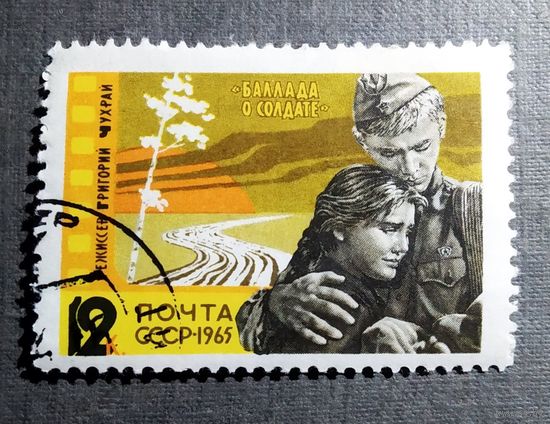 «БАЛЛАДА
О СОЛДАТЕ»
РЕЖИССЕР ГРИГОРИЙ ЧУХРАЙ
12 к.
ПОЧТА
СССР·1965